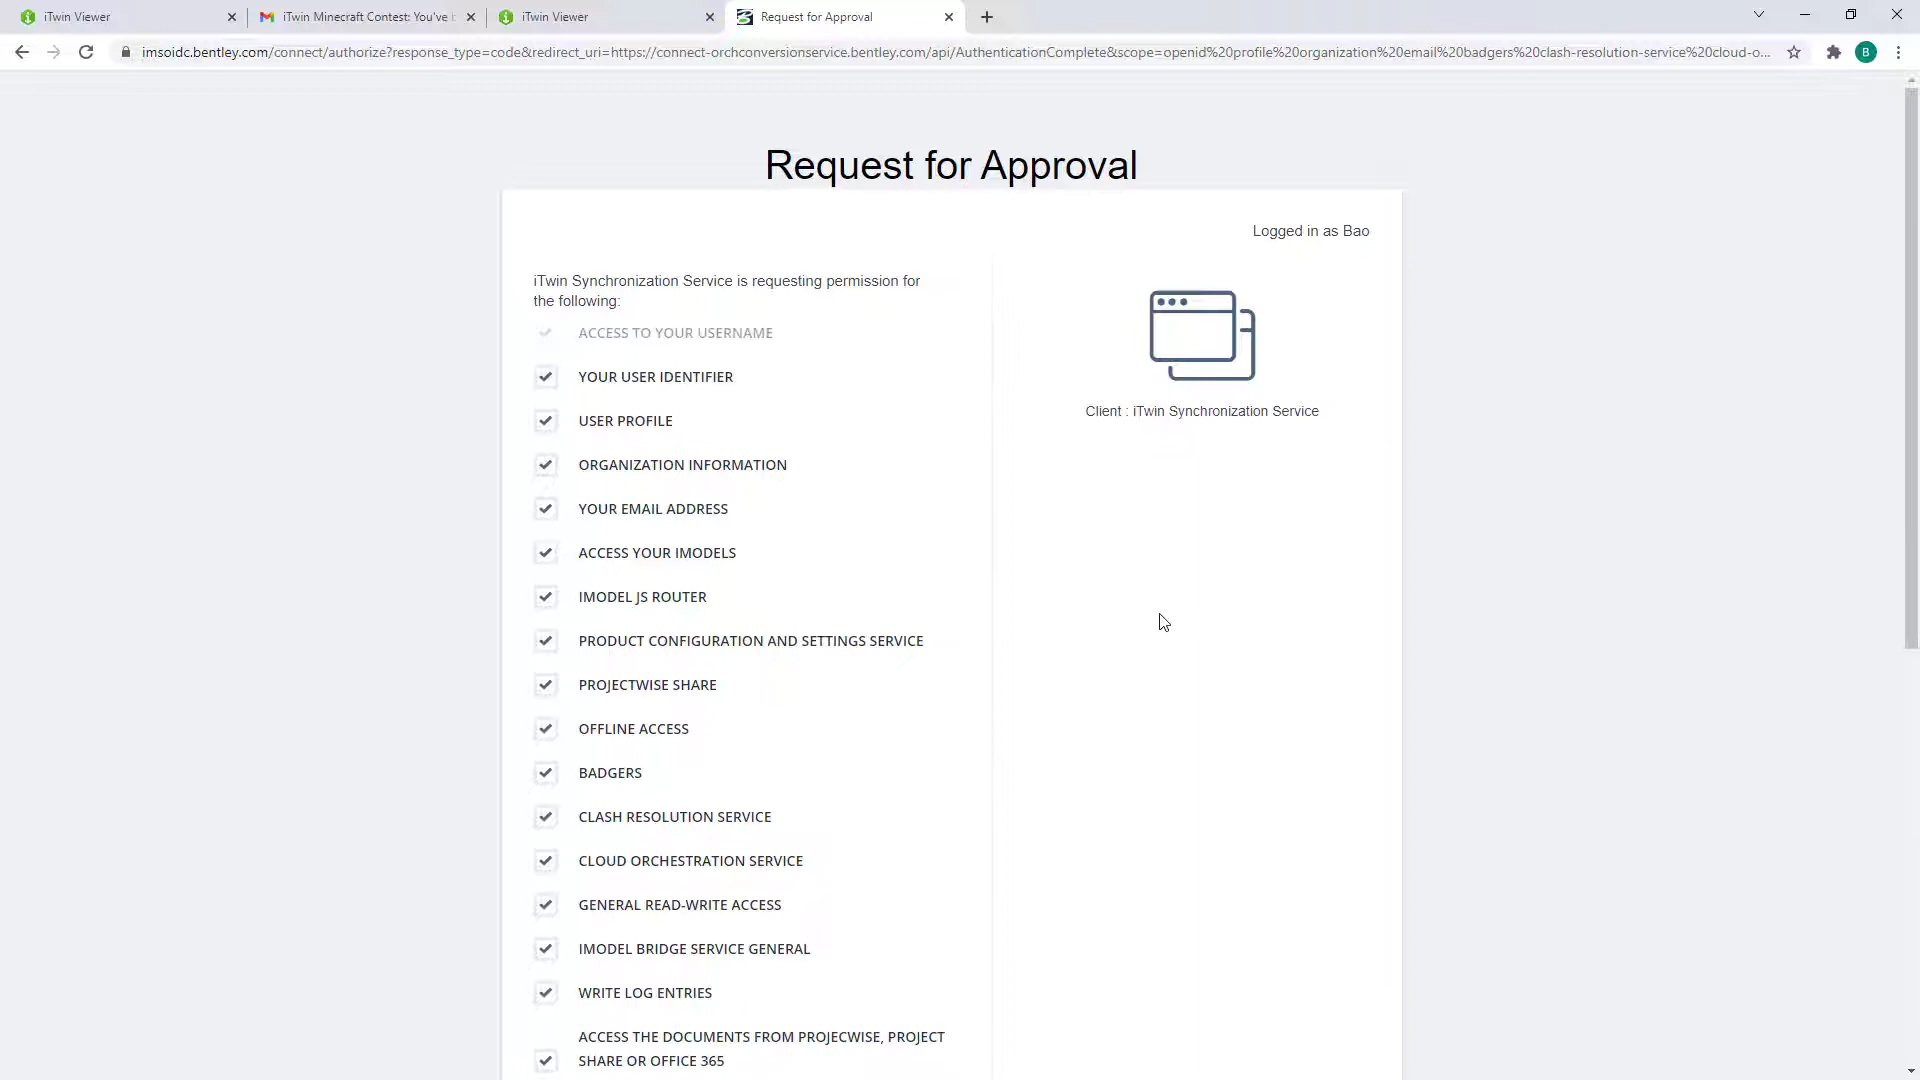 iTwin Viewer
iTwin Minecraft Contest: You've
iTwin Viewer
Request for Approval
imsoidc.bentley.com/connect/authorize?response_type=code&redirect_uri=https://connect-orchconversionservice.bentley.com/api/AuthenticationComplete&scope=openid%20profile%20organization%20email%20badgers%20clash-resolution-service%20cloud-o...
B
Request for Approval
Logged in as Bao
iTwin Synchronization Service is requesting permission for
the following:
ACCESS TO YOUR USERNAME
YOUR USER IDENTIFIER
USER PROFILE
Client : iTwin Synchronization Service
ORGANIZATION INFORMATION
YOUR EMAIL ADDRESS
ACCESS YOUR IMODELS
IMODEL JS ROUTER
PRODUCT CONFIGURATION AND SETTINGS SERVICE
PROJECTWISE SHARE
OFFLINE ACCESS
BADGERS
CLASH RESOLUTION SERVICE
CLOUD ORCHESTRATION SERVICE
GENERAL READ-WRITE ACCESS
IMODEL BRIDGE SERVICE GENERAL
WRITE LOG ENTRIES
ACCESS THE DOCUMENTS FROM PROJECWISE, PROJECT
SHARE OR OFFICE 365